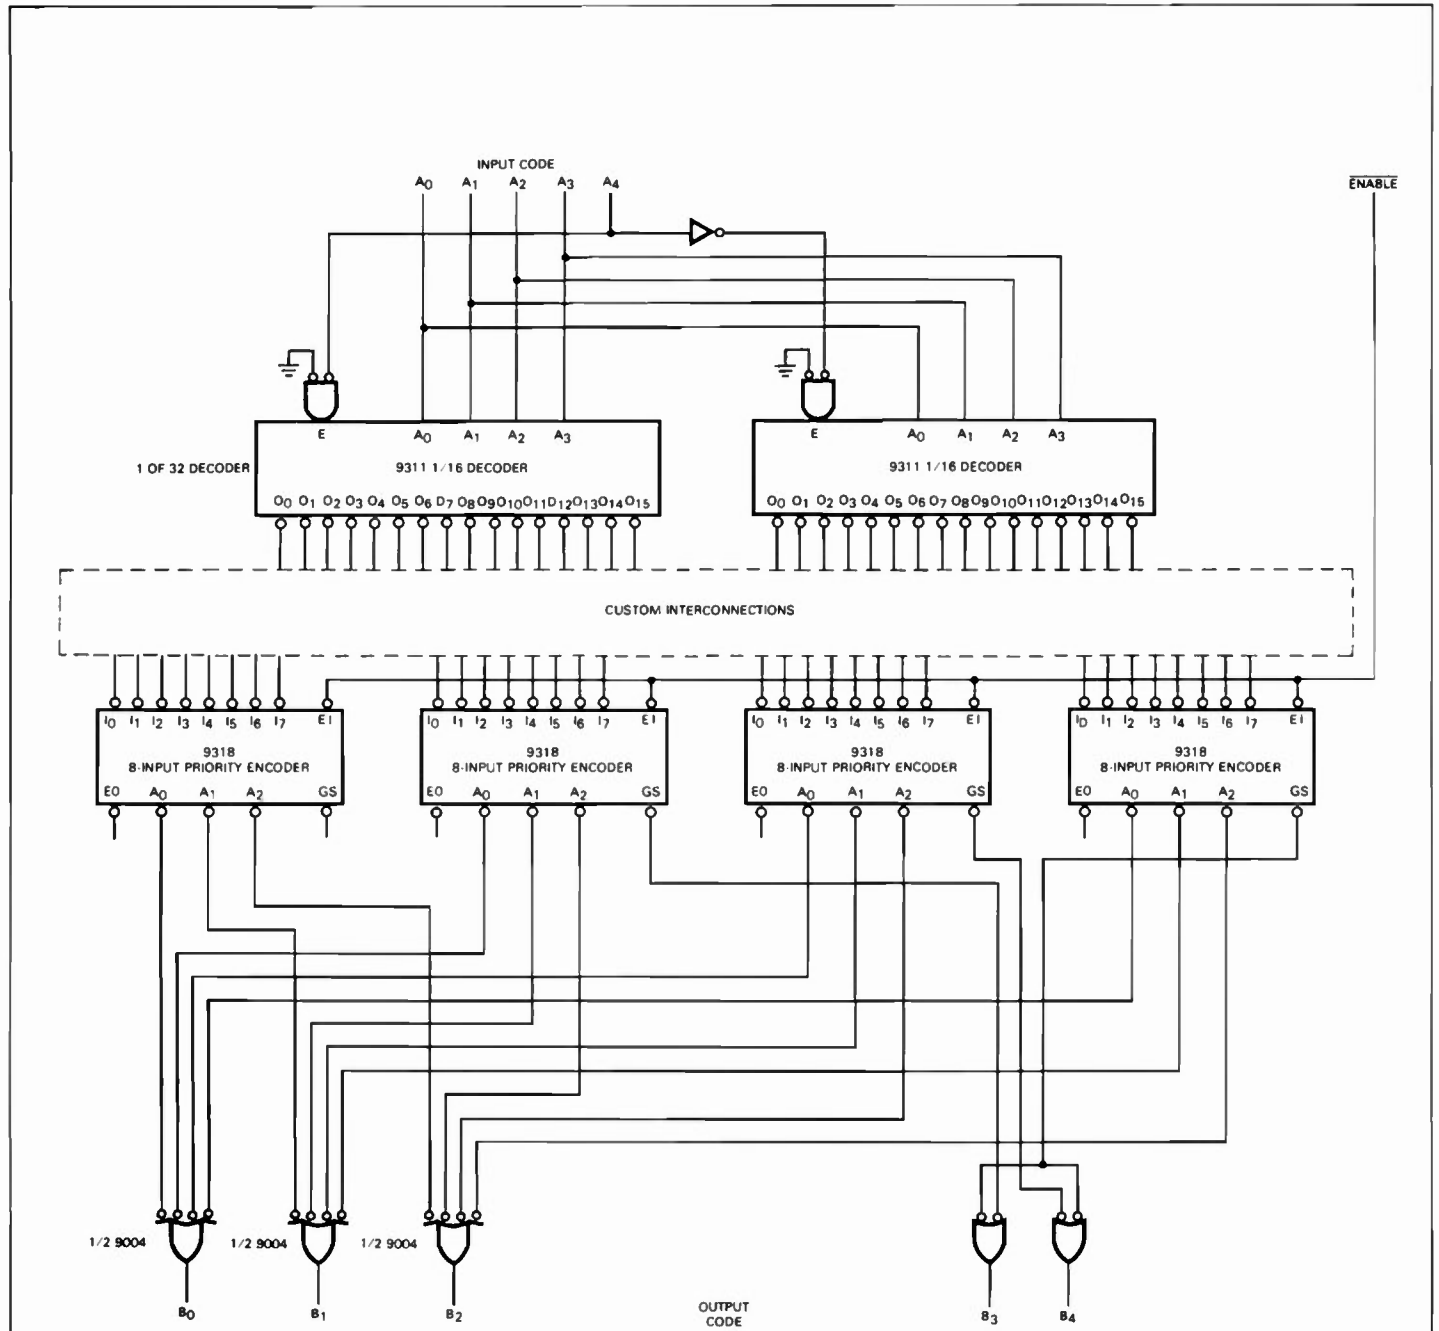 INPUT CODE
A0 A1 A2 A3 A4
ENABLE
E A0 A1 A2 A3
E A0 A1 A2 A3
1 OF 32 DECODER
9311 1/16 DECODER
9311 1/16 DECODER
O0 O1 O2 O3 O4 O5 O6 D7 O8 O9 O10 O11 D12 O13 O14 O15
O0 O1 O2 O3 O4 O5 O6 O7 O8 O9 O10 O11 O12 O13 O14 O15
CUSTOM INTERCONNECTIONS
I0 I1 I2 I3 I4 I5 I6 I7 EI
I0 I1 I2 I3 I4 I5 I6 I7 EI
I0 I1 I2 I3 I4 I5 I6 I7 EI
ID I1 I2 I3 I4 I5 I6 I7 EI
9318
8-INPUT PRIORITY ENCODER
9318
8-INPUT PRIORITY ENCODER
9318
8-INPUT PRIORITY ENCODER
9318
8-INPUT PRIORITY ENCODER
EO A0 A1 A2 GS
EO A0 A1 A2 GS
EO A0 A1 A2 GS
EO A0 A1 A2 GS
1/2 9004
1/2 9004
1/2 9004
B0
B1
B2
OUTPUT
CODE
B3
B4